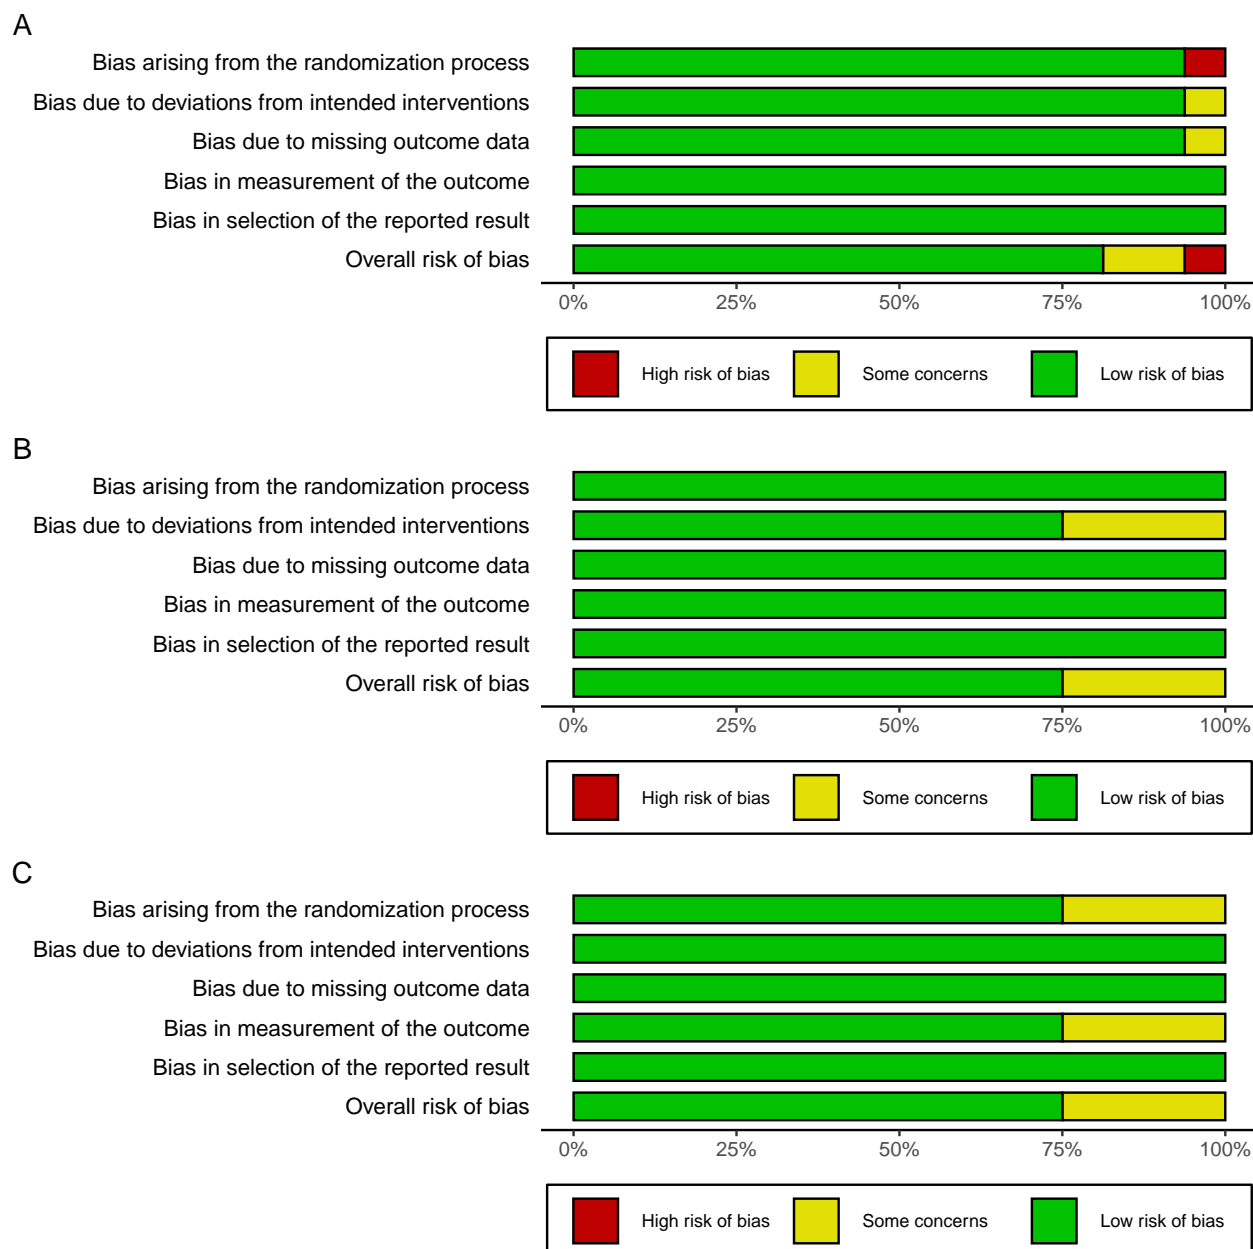 A
Bias arising from the randomization process
Bias due to deviations from intended interventions
Bias due to missing outcome data
Bias in measurement of the outcome
Bias in selection of the reported result
Overall risk of bias
0% 25% 50% 75% 100%
High risk of bias Some concerns Low risk of bias
B
Bias arising from the randomization process
Bias due to deviations from intended interventions
Bias due to missing outcome data
Bias in measurement of the outcome
Bias in selection of the reported result
Overall risk of bias
0% 25% 50% 75% 100%
High risk of bias Some concerns Low risk of bias
C
Bias arising from the randomization process
Bias due to deviations from intended interventions
Bias due to missing outcome data
Bias in measurement of the outcome
Bias in selection of the reported result
Overall risk of bias
0% 25% 50% 75% 100%
High risk of bias Some concerns Low risk of bias